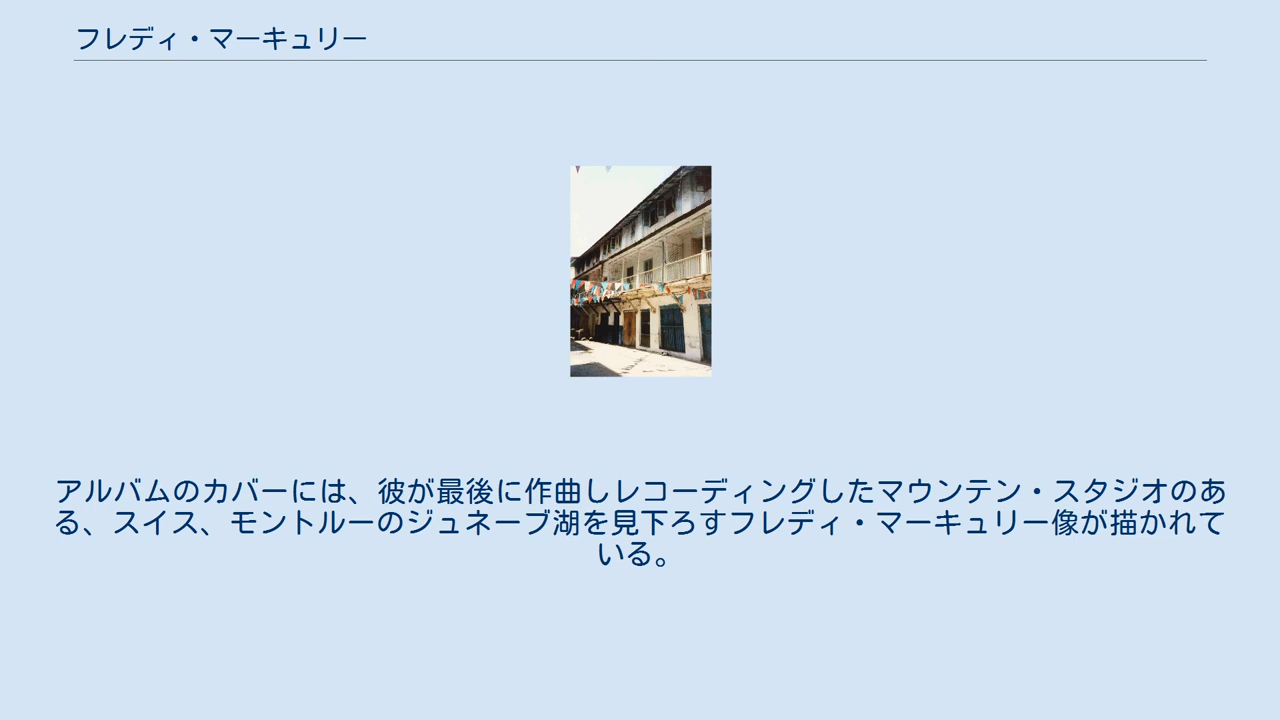 フレディ・マーキュリー
アルバムのカバーには、彼が最後に作曲しレコーディングしたマウンテン・スタジオのあ
る、スイス、モントルーのジュネーブ湖を見下ろすフレディ・マーキュリー像が描かれて
いる。